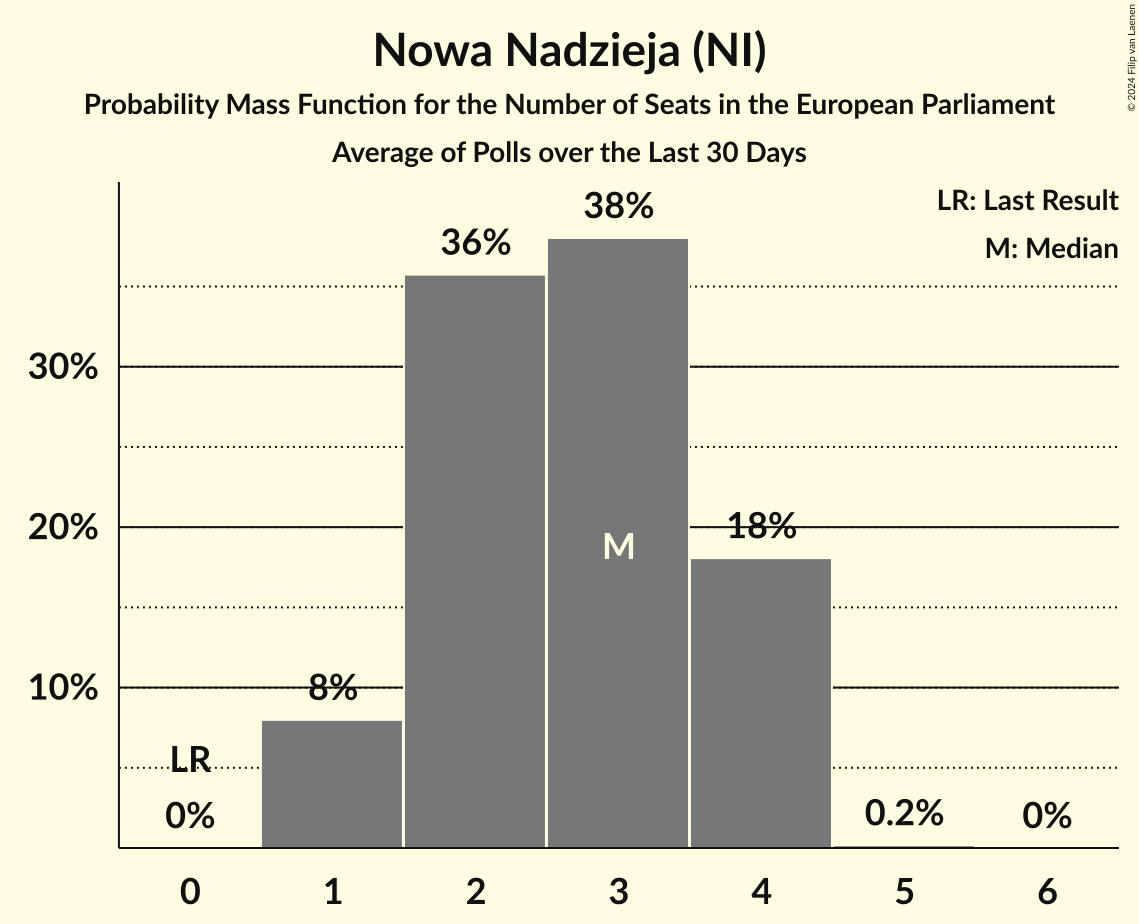 Nowa Nadzieja (NI)
Probability Mass Function for the Number of Seats in the European Parliament
Average of Polls over the Last 30 Days
© 2024 Filip van Laenen
LR: Last Result
M: Median
38%
36%
30%
20%
18%
M
10%
8%
LR
0%
0.2%
0%
0 1 2 3 4 5 6